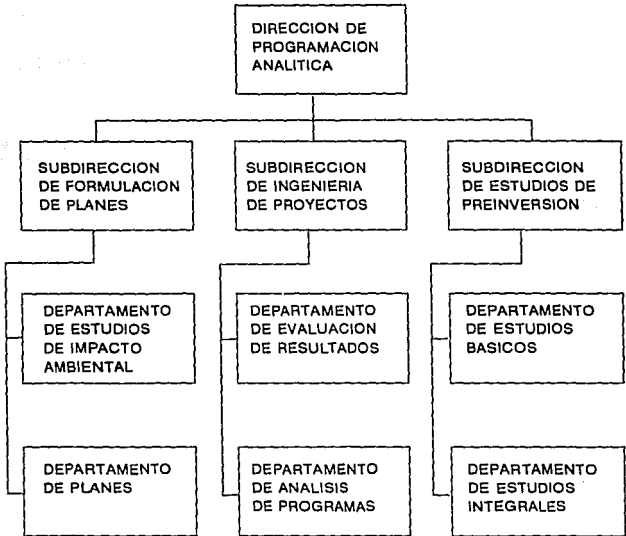 DIRECCION DE
PROGRAMACION
ANALITICA
SUBDIRECCION
DE FORMULACION
DE PLANES
SUBDIRECCION
DE INGENIERIA
DE PROYECTOS
SUBDIRECCION
DE ESTUDIOS DE
PREINVERSION
DEPARTAMENTO
DE ESTUDIOS
DE IMPACTO
AMBIENTAL
DEPARTAMENTO
DE EVALUACION
DE RESULTADOS
DEPARTAMENTO
DE ESTUDIOS
BASICOS
DEPARTAMENTO
DE PLANES
DEPARTAMENTO
DE ANALISIS
DE PROGRAMAS
DEPARTAMENTO
DE ESTUDIOS
INTEGRALES